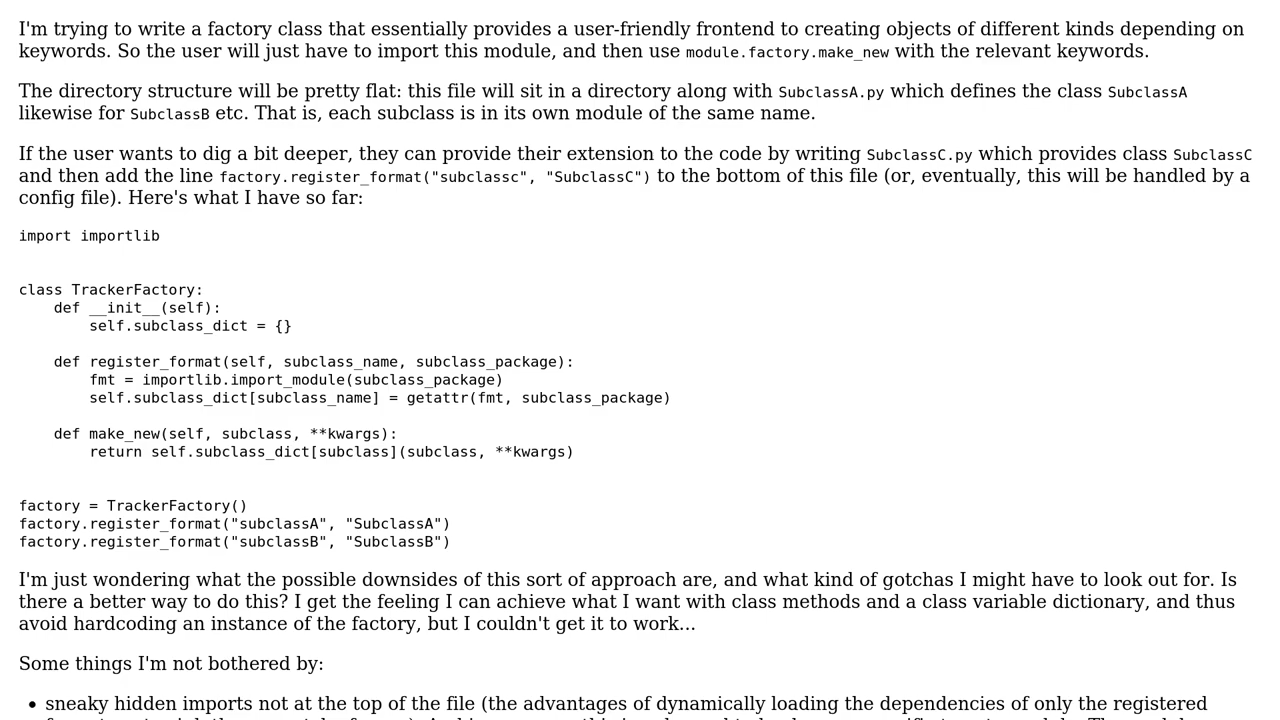 I'm trying to write a factory class that essentially provides a user-friendly frontend to creating objects of different kinds depending on
keywords. So the user will just have to import this module, and then use module.factory.make_new with the relevant keywords.
The directory structure will be pretty flat: this file will sit in a directory along with SubclassA.py which defines the class SubclassA
likewise for SubclassB etc. That is, each subclass is in its own module of the same name.
If the user wants to dig a bit deeper, they can provide their extension to the code by writing SubclassC.py which provides class SubclassC
and then add the line factory.register_format("subclassc", "SubclassC") to the bottom of this file (or, eventually, this will be handled by a
config file). Here's what I have so far:
import importlib
class TrackerFactory:
    def __init__(self):
        self.subclass_dict = {}
    def register_format(self, subclass_name, subclass_package):
        fmt = importlib.import_module(subclass_package)
        self.subclass_dict[subclass_name] = getattr(fmt, subclass_package)
    def make_new(self, subclass, **kwargs):
        return self.subclass_dict[subclass](subclass, **kwargs)
factory = TrackerFactory()
factory.register_format("subclassA", "SubclassA")
factory.register_format("subclassB", "SubclassB")
I'm just wondering what the possible downsides of this sort of approach are, and what kind of gotchas I might have to look out for. Is
there a better way to do this? I get the feeling I can achieve what I want with class methods and a class variable dictionary, and thus
avoid hardcoding an instance of the factory, but I couldn't get it to work...
Some things I'm not bothered by:
• sneaky hidden imports not at the top of the file (the advantages of dynamically loading the dependencies of only the registered